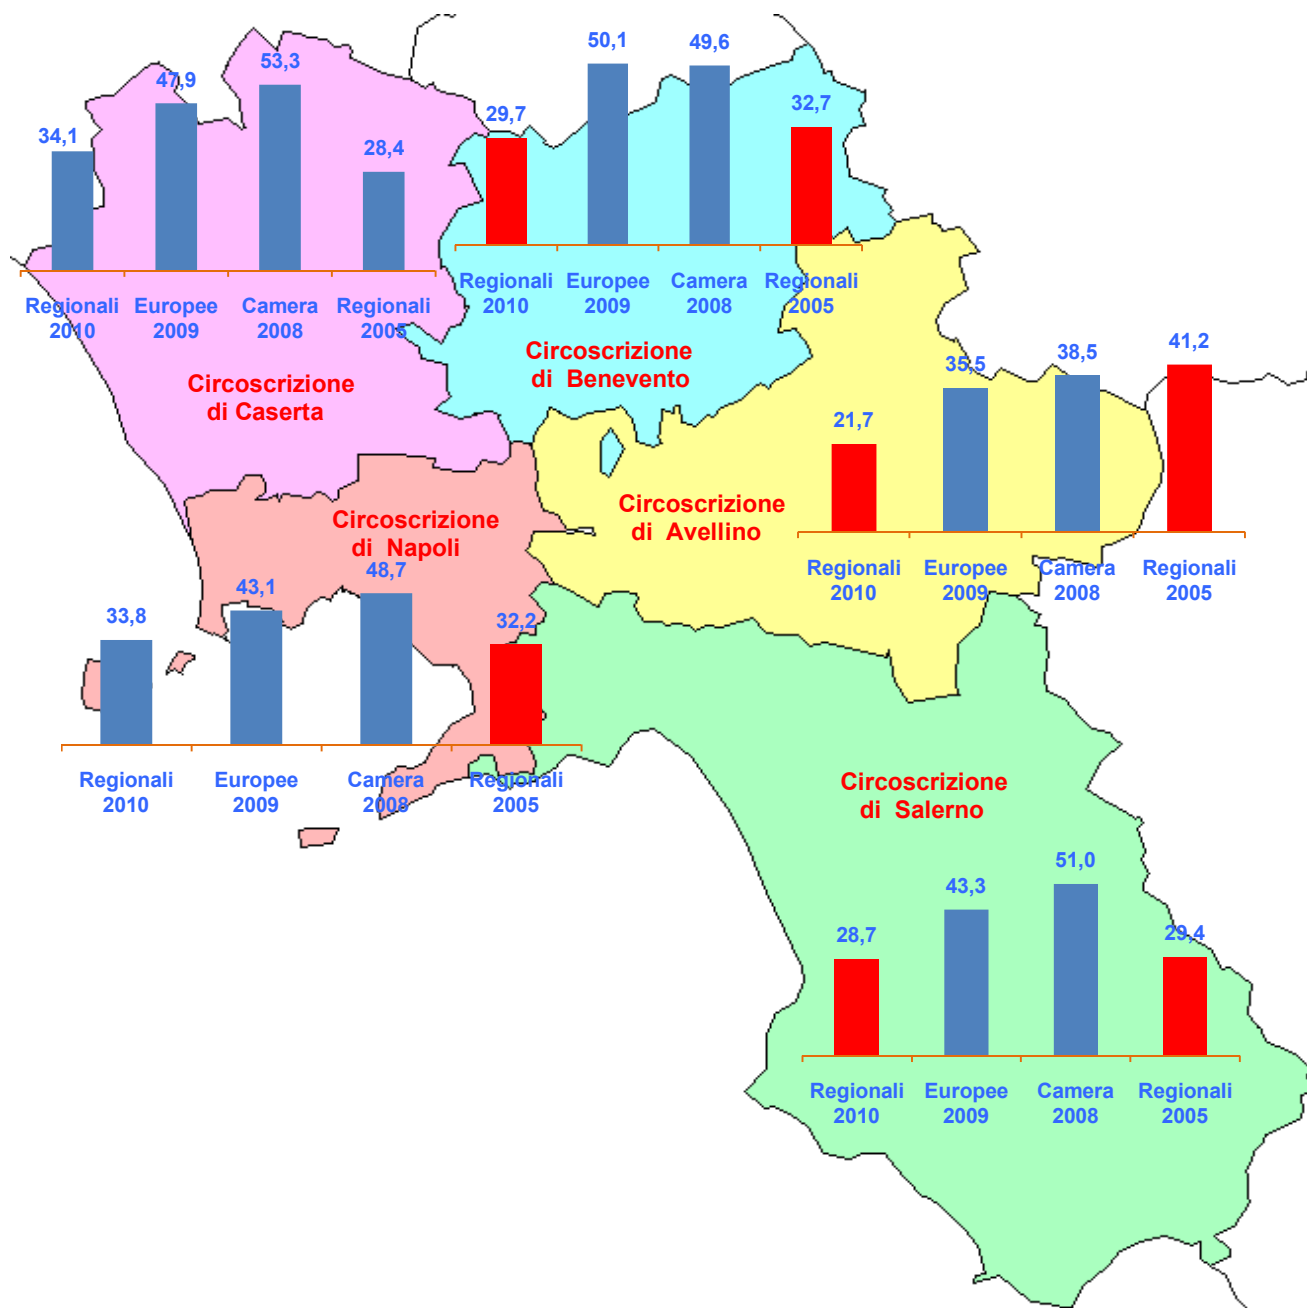 34,1
47,9
53,3
28,4
Regionali 2010
Europee 2009
Camera 2008
Regionali 2005
Circoscrizione
di Caserta
29,7
50,1
49,6
32,7
Regionali 2010
Europee 2009
Camera 2008
Regionali 2005
Circoscrizione
di Benevento
21,7
35,5
38,5
41,2
Regionali 2010
Europee 2009
Camera 2008
Regionali 2005
Circoscrizione
di Avellino
Circoscrizione
di Napoli
33,8
43,1
48,7
32,2
Regionali 2010
Europee 2009
Camera 2008
Regionali 2005
Circoscrizione
di Salerno
28,7
43,3
51,0
29,4
Regionali 2010
Europee 2009
Camera 2008
Regionali 2005